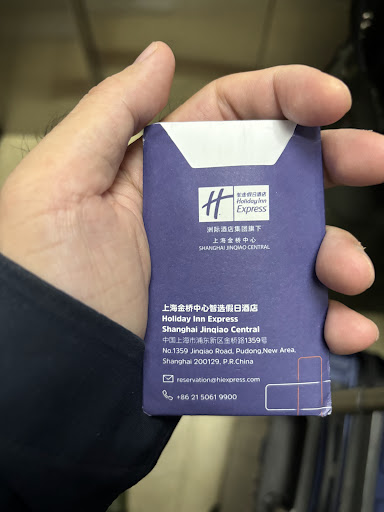 H
智选假日酒店
Holiday Inn
Express
洲际酒店集团旗下
上海金桥中心
SHANGHAI JINQIAO CENTRAL
上海金桥中心智选假日酒店
Holiday Inn Express
Shanghai Jinqiao Central
中国上海市浦东新区金桥路1359号
No.1359 Jinqiao Road, Pudong,New Area,
Shanghai 200129, P.R.China
reservation@hiexpress.com
+86 21 5061 9900